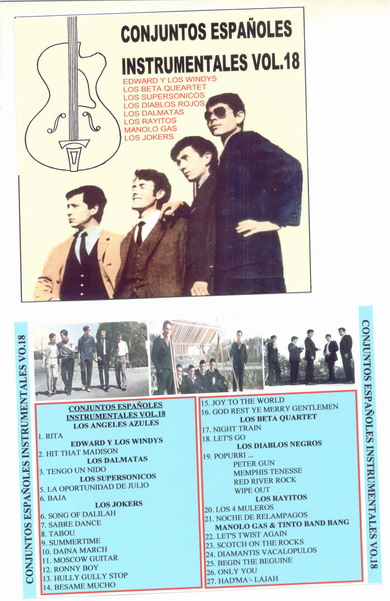 CONJUNTOS ESPAÑOLES
INSTRUMENTALES VOL.18
EDWARD Y LOS WINDYS
LOS BETA QUEARTET
LOS SUPERSONICOS
LOS DIABLOS ROJOS
LOS DALMATAS
LOS RAYITOS
MANOLO GAS
LOS JOKERS
CONJUNTOS ESPAÑOLES INSTRUMENTALES VO.18
CONJUNTOS ESPAÑOLES
INSTRUMENTALES VOL.18
LOS ANGELES AZULES
1. RITA
EDWARD Y LOS WINDYS
2. HIT THAT MADISON
LOS DALMATAS
3. TENGO UN NIDO
LOS SUPERSONICOS
5. LA OPORTUNIDAD DE JULIO
6. BAJA
LOS JOKERS
6. SONG OF DALILAH
7. SABRE DANCE
8. TABOU
9. SUMMERTIME
10. DAINA MARCH
11. MOSCOW GUITAR
12. RONNY BOY
13. HULLY GULLY STOP
14. BESAME MUCHO
15. JOY TO THE WORLD
16. GOD REST YE MERRY GENTLEMEN
LOS BETA QUARTET
17. NIGHT TRAIN
18. LET'S GO
LOS DIABLOS NEGROS
19. POPURRI ...
PETER GUN
MEMPHIS TENESSE
RED RIVER ROCK
WIPE OUT
LOS RAYITOS
20. LOS 4 MULEROS
21. NOCHE DE RELAMPAGOS
MANOLO GAS & TINTO BAND BANG
22. LET'S TWIST AGAIN
23. SCOTCH ON THE ROCKS
24. DIAMANTIS VACALOPULOS
25. BEGIN THE BEGUINE
26. ONLY YOU
27. HAD'MA'- LAJAH
CONJUNTOS ESPAÑOLES INSTRUMENTALES VO.18